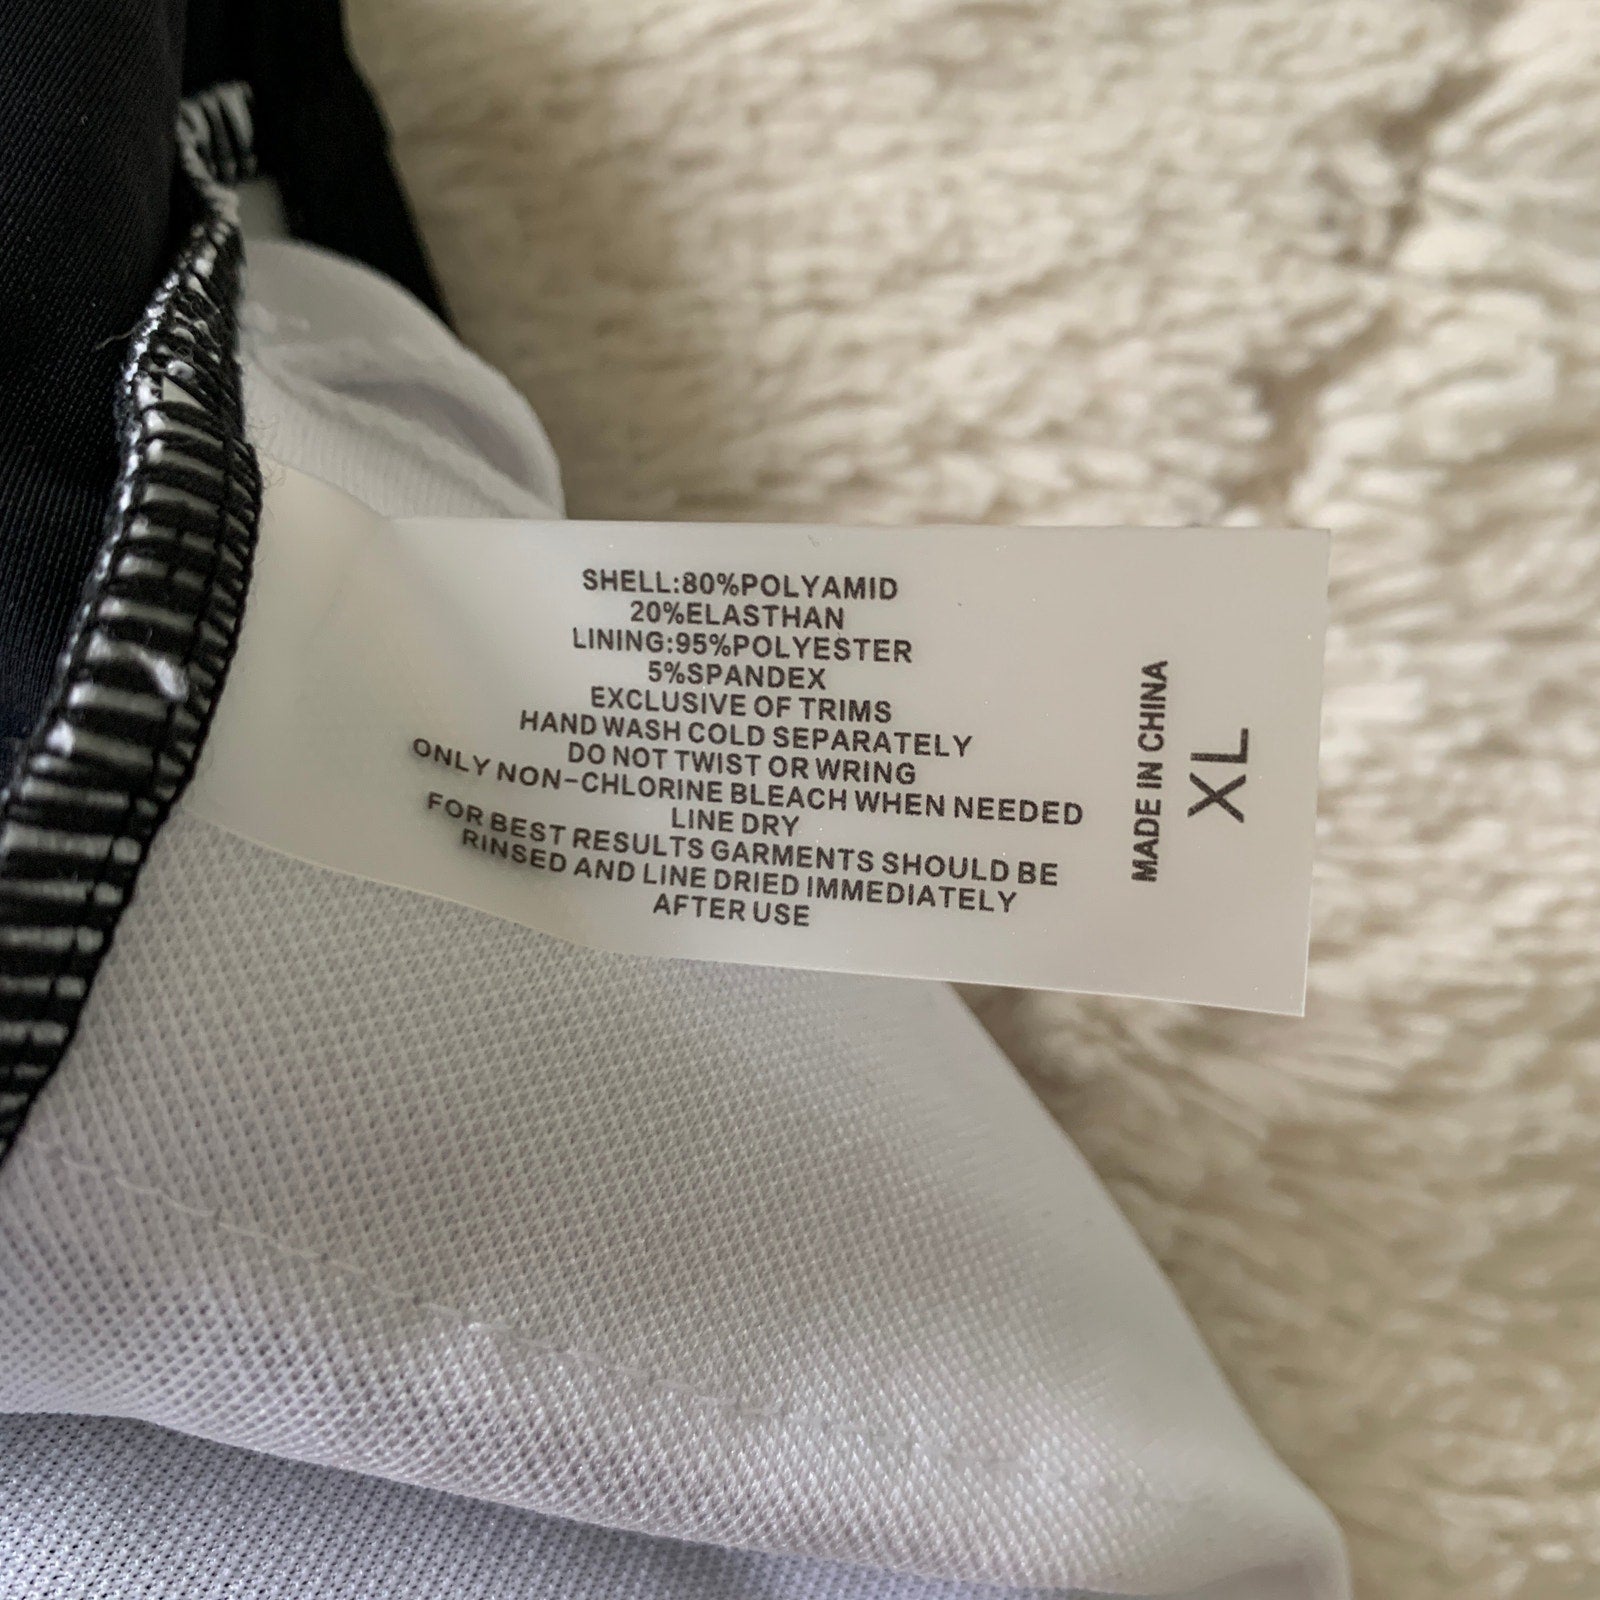 SHELL:80%POLYAMID
20%ELASTHAN
LINING:95%POLYESTER
5%SPANDEX
EXCLUSIVE OF TRIMS
HAND WASH COLD SEPARATELY
DO NOT TWIST OR WRING
ONLY NON-CHLORINE BLEACH WHEN NEEDED
LINE DRY
FOR BEST RESULTS GARMENTS SHOULD BE
RINSED AND LINE DRIED IMMEDIATELY
AFTER USE
MADE IN CHINA
XL